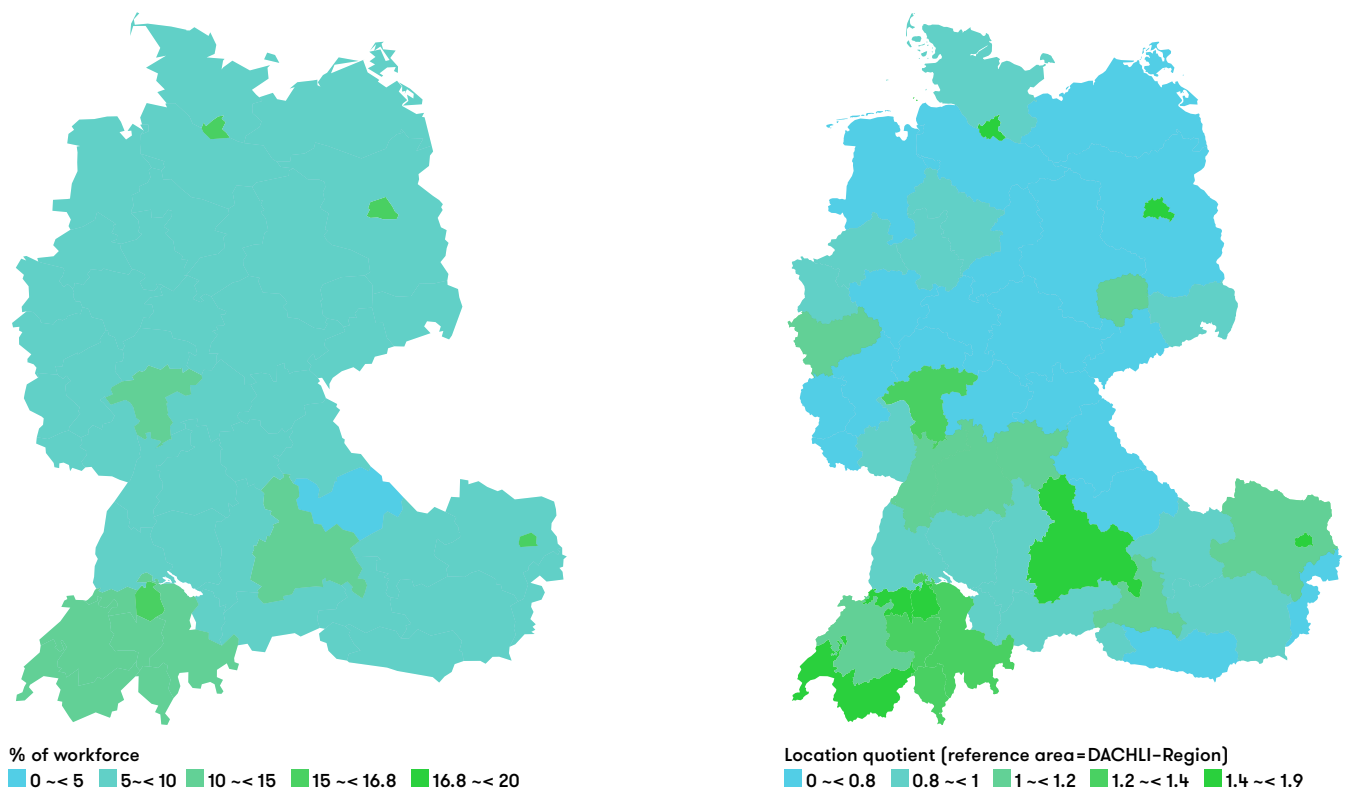 % of workforce
0 ~< 5 5~< 10 10 ~< 15 15 ~< 16.8 16.8 ~< 20
Location quotient (reference area=DACHLI-Region)
0 ~< 0.8 0.8 ~< 1 1 ~< 1.2 1.2 ~< 1.4 1.4 ~< 1.9